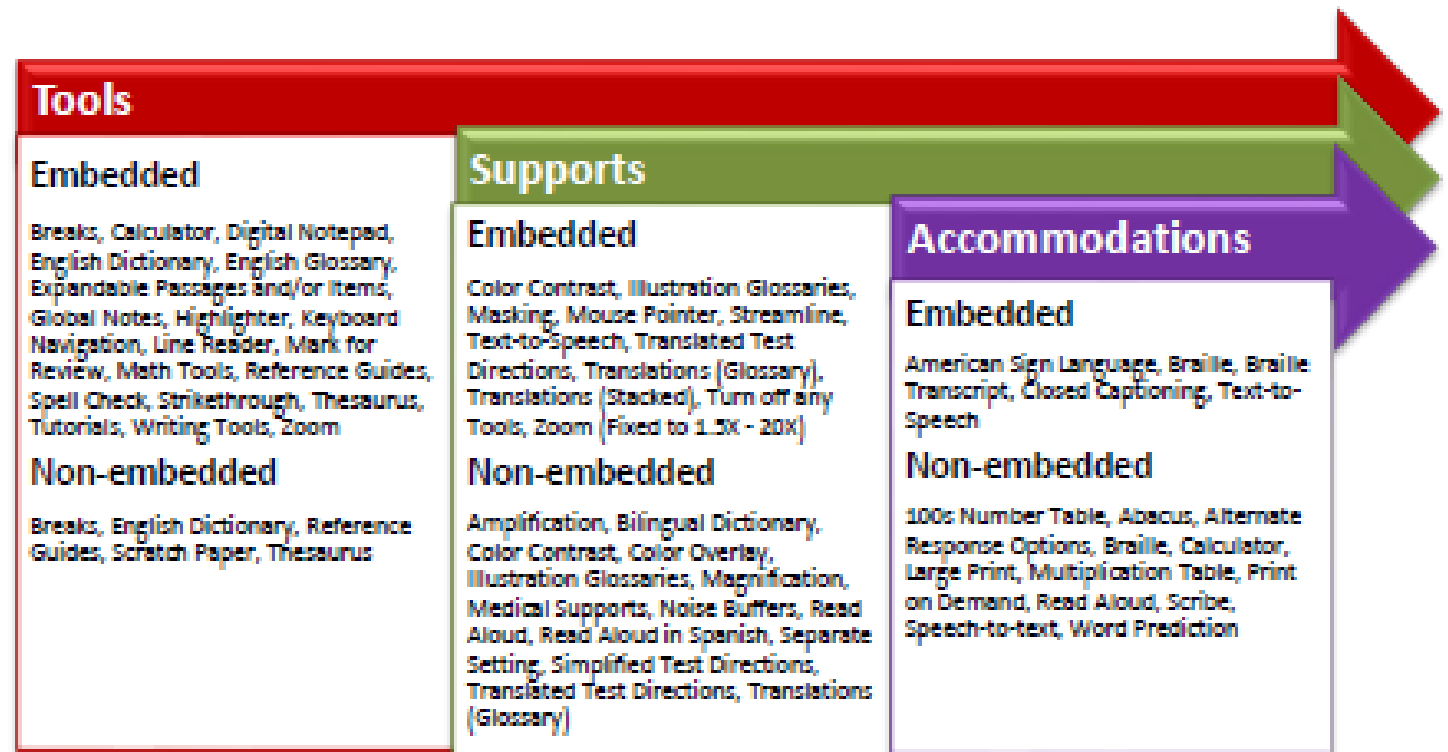 Tools
Embedded
Breaks, Calculator, Digital Notepad,
English Dictionary, English Glossary,
Expandable Passages and/or Items,
Global Notes, Highlighter, Keyboard
Navigation, Line Reader, Mark for
Review, Math Tools, Reference Guides,
Spell Check, Strikethrough, Thesaurus,
Tutorials, Writing Tools, Zoom
Non-embedded
Breaks, English Dictionary, Reference
Guides, Scratch Paper, Thesaurus
Supports
Embedded
Color Contrast, Illustration Glossaries,
Masking, Mouse Pointer, Streamline,
Text-to-Speech, Translated Test
Directions, Translations (Glossary),
Translations (Stacked), Turn off any
Tools, Zoom (Fixed to 1.5X - 20X)
Non-embedded
Amplification, Bilingual Dictionary,
Color Contrast, Color Overlay,
Illustration Glossaries, Magnification,
Medical Supports, Noise Buffers, Read
Aloud, Read Aloud in Spanish, Separate
Setting, Simplified Test Directions,
Translated Test Directions, Translations
(Glossary)
Accommodations
Embedded
American Sign Language, Braille, Braille
Transcript, Closed Captioning, Text-to-
Speech
Non-embedded
100s Number Table, Abacus, Alternate
Response Options, Braille, Calculator,
Large Print, Multiplication Table, Print
on Demand, Read Aloud, Scribe,
Speech-to-text, Word Prediction